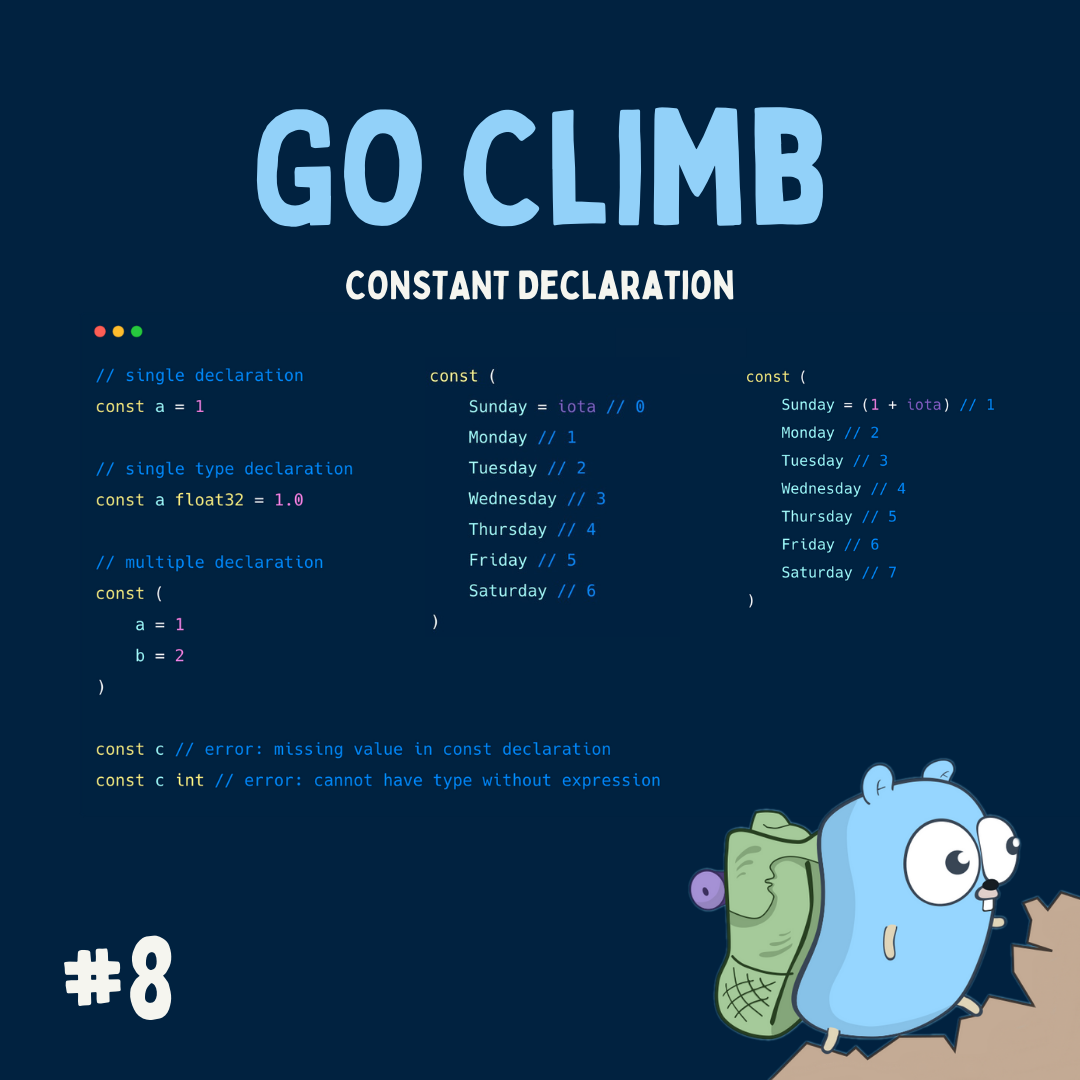 GO CLIMB
CONSTANT DECLARATION
// single declaration
const a = 1
// single type declaration
const a float32 = 1.0
// multiple declaration
const (
    a = 1
    b = 2
)
const c // error: missing value in const declaration
const c int // error: cannot have type without expression
const (
    Sunday = iota // 0
    Monday // 1
    Tuesday // 2
    Wednesday // 3
    Thursday // 4
    Friday // 5
    Saturday // 6
)
const (
    Sunday = (1 + iota) // 1
    Monday // 2
    Tuesday // 3
    Wednesday // 4
    Thursday // 5
    Friday // 6
    Saturday // 7
)
#8